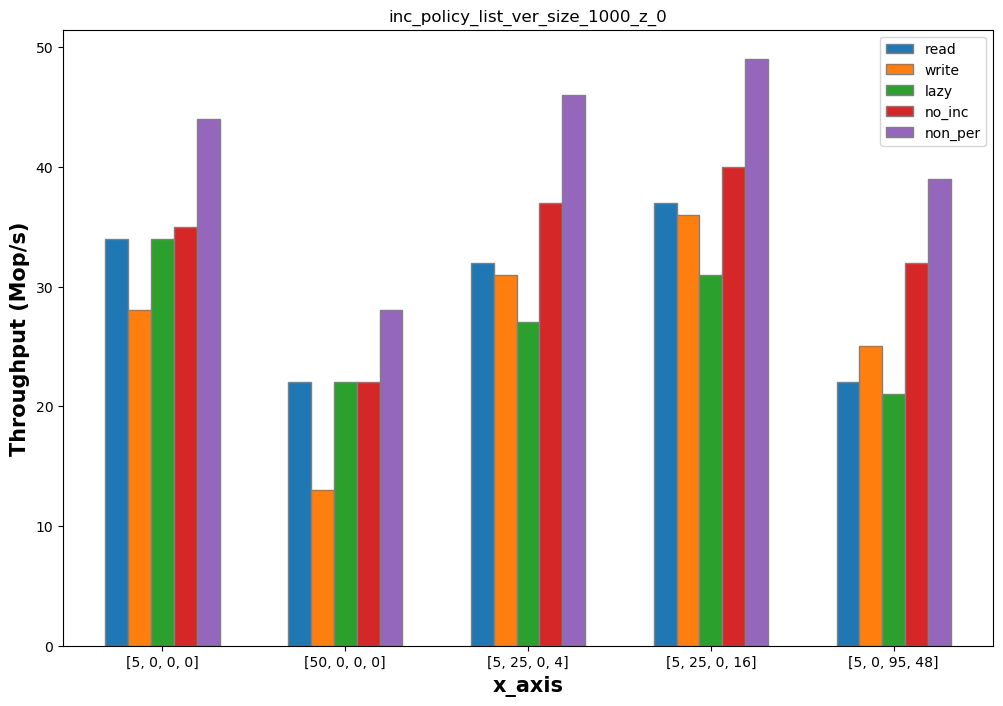 inc_policy_list_ver_size_1000_z_0
50
40
30
20
10
0
Throughput (Mop/s)
read
write
lazy
no_inc
non_per
[5, 0, 0, 0]
[50, 0, 0, 0]
[5, 25, 0, 4]
[5, 25, 0, 16]
[5, 0, 95, 48]
x_axis